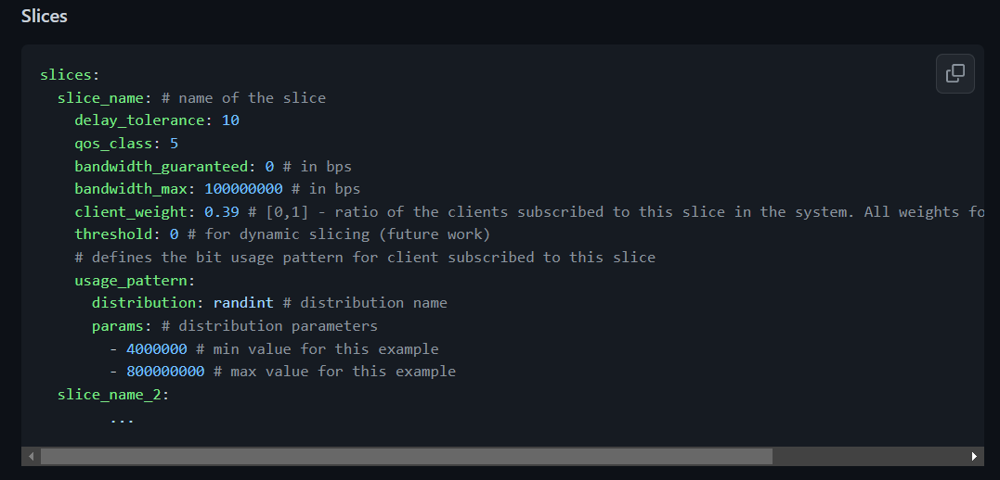 Slices
slices:
  slice_name: # name of the slice
    delay_tolerance: 10
    qos_class: 5
    bandwidth_guaranteed: 0 # in bps
    bandwidth_max: 100000000 # in bps
    client_weight: 0.39 # [0,1] - ratio of the clients subscribed to this slice in the system. All weights fo
    threshold: 0 # for dynamic slicing (future work)
    # defines the bit usage pattern for client subscribed to this slice
    usage_pattern:
      distribution: randint # distribution name
      params: # distribution parameters
        - 4000000 # min value for this example
        - 800000000 # max value for this example
  slice_name_2:
        ...